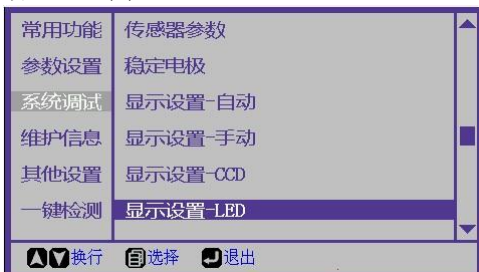 常用功能
参数设置
系统调试
维护信息
其他设置
一键检测
传感器参数
稳定电极
显示设置-自动
显示设置-手动
显示设置-CCD
显示设置-LED
换行 选择 退出